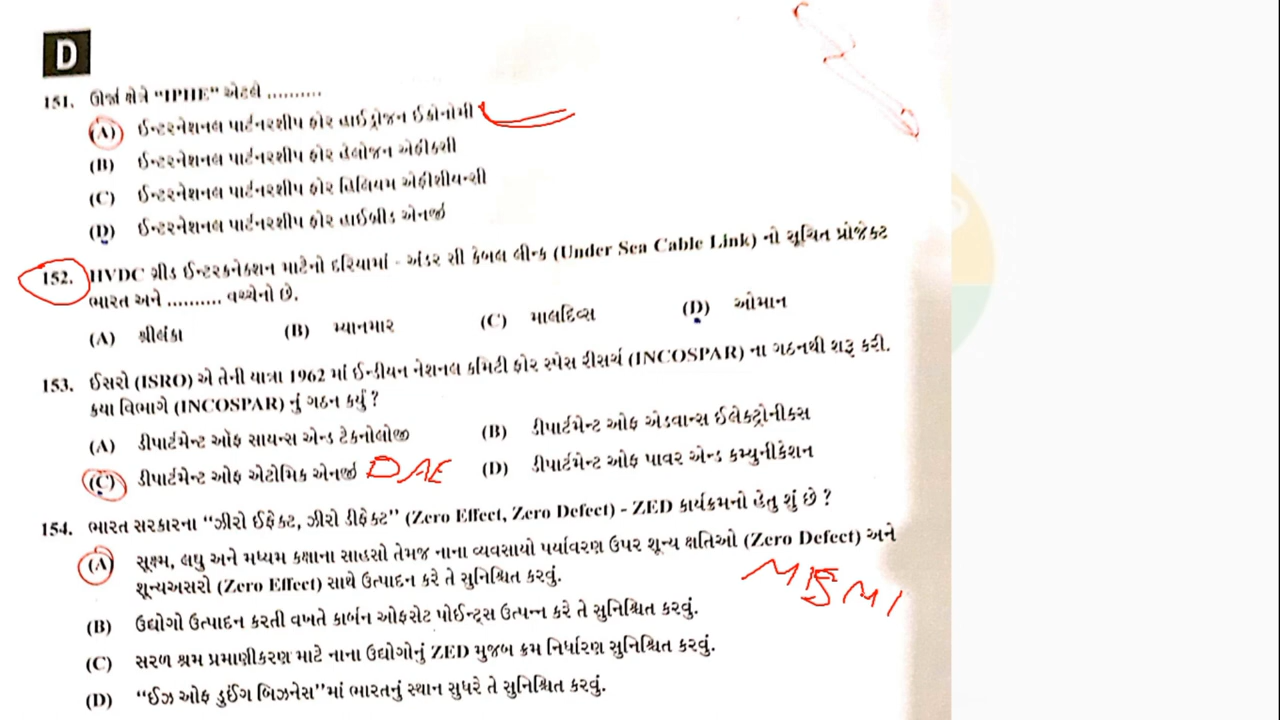 D
151. ઊર્જા ક્ષેત્રે “IPHE” એટલે ..........
(A) ઈન્ટરનેશનલ પાર્ટનરશીપ ફોર હાઈડ્રોજન ઈકોનોમી
(B) ઈન્ટરનેશનલ પાર્ટનરશીપ ફોર હેલોજન એફીકસી
(C) ઈન્ટરનેશનલ પાર્ટનરશીપ ફોર હિલિયમ એફીશીયન્સી
(D) ઈન્ટરનેશનલ પાર્ટનરશીપ ફોર હાઈબ્રીડ એનર્જી
152. HVDC ગ્રીડ ઈન્ટરકનેકશન માટેનો દરિયામાં - અંડર સી કેબલ લીન્ક (Under Sea Cable Link) નો સૂચિત પ્રોજેક્ટ
ભારત અને .......... વચ્ચેનો છે.
(A) શ્રીલંકા (B) મ્યાનમાર (C) માલદિવ્સ (D) ઓમાન
153. ઈસરો (ISRO) એ તેની યાત્રા 1962 માં ઈન્ડીયન નેશનલ કમિટી ફોર સ્પેસ રીસર્ચ (INCOSPAR) ના ગઠનથી શરૂ કરી.
કયા વિભાગે (INCOSPAR) નું ગઠન કર્યું ?
(A) ડીપાર્ટમેન્ટ ઑફ સાયન્સ એન્ડ ટેકનોલોજી (B) ડીપાર્ટમેન્ટ ઓફ એડવાન્સ ઈલેક્ટ્રોનીકસ
(C) ડીપાર્ટમેન્ટ ઓફ એટોમિક એનર્જી DAE (D) ડીપાર્ટમેન્ટ ઓફ પાવર એન્ડ કમ્યુનીકેશન
154. ભારત સરકારના “ઝીરો ઈફેક્ટ, ઝીરો ડીફેક્ટ” (Zero Effect, Zero Defect) - ZED કાર્યક્રમનો હેતુ શું છે ?
(A) સૂક્ષ્મ, લઘુ અને મધ્યમ કક્ષાના સાહસો તેમજ નાના વ્યવસાયો પર્યાવરણ ઉપર શૂન્ય ક્ષતિઓ (Zero Defect) અને
શૂન્યઅસરો (Zero Effect) સાથે ઉત્પાદન કરે તે સુનિશ્ચિત કરવું.
(B) ઉદ્યોગો ઉત્પાદન કરતી વખતે કાર્બન ઓફસેટ પોઈન્ટ્સ ઉત્પન્ન કરે તે સુનિશ્ચિત કરવું.
(C) સરળ શ્રમ પ્રમાણીકરણ માટે નાના ઉદ્યોગોનું ZED મુજબ ક્રમ નિર્ધારણ સુનિશ્ચિત કરવું.
(D) “ઈઝ ઓફ ડુઈંગ બિઝનેસ”માં ભારતનું સ્થાન સુધરે તે સુનિશ્ચિત કરવું.